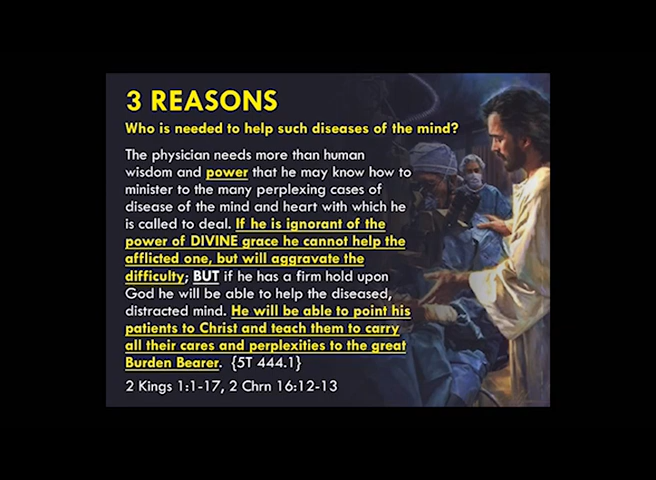 3 REASONS
Who is needed to help such diseases of the mind?
The physician needs more than human
wisdom and power that he may know how to
minister to the many perplexing cases of
disease of the mind and heart with which he
is called to deal. If he is ignorant of the
power of DIVINE grace he cannot help the
afflicted one, but will aggravate the
difficulty; BUT if he has a firm hold upon
God he will be able to help the diseased,
distracted mind. He will be able to point his
patients to Christ and teach them to carry
all their cares and perplexities to the great
Burden Bearer. {5T 444.1}
2 Kings 1:1-17, 2 Chrn 16:12-13